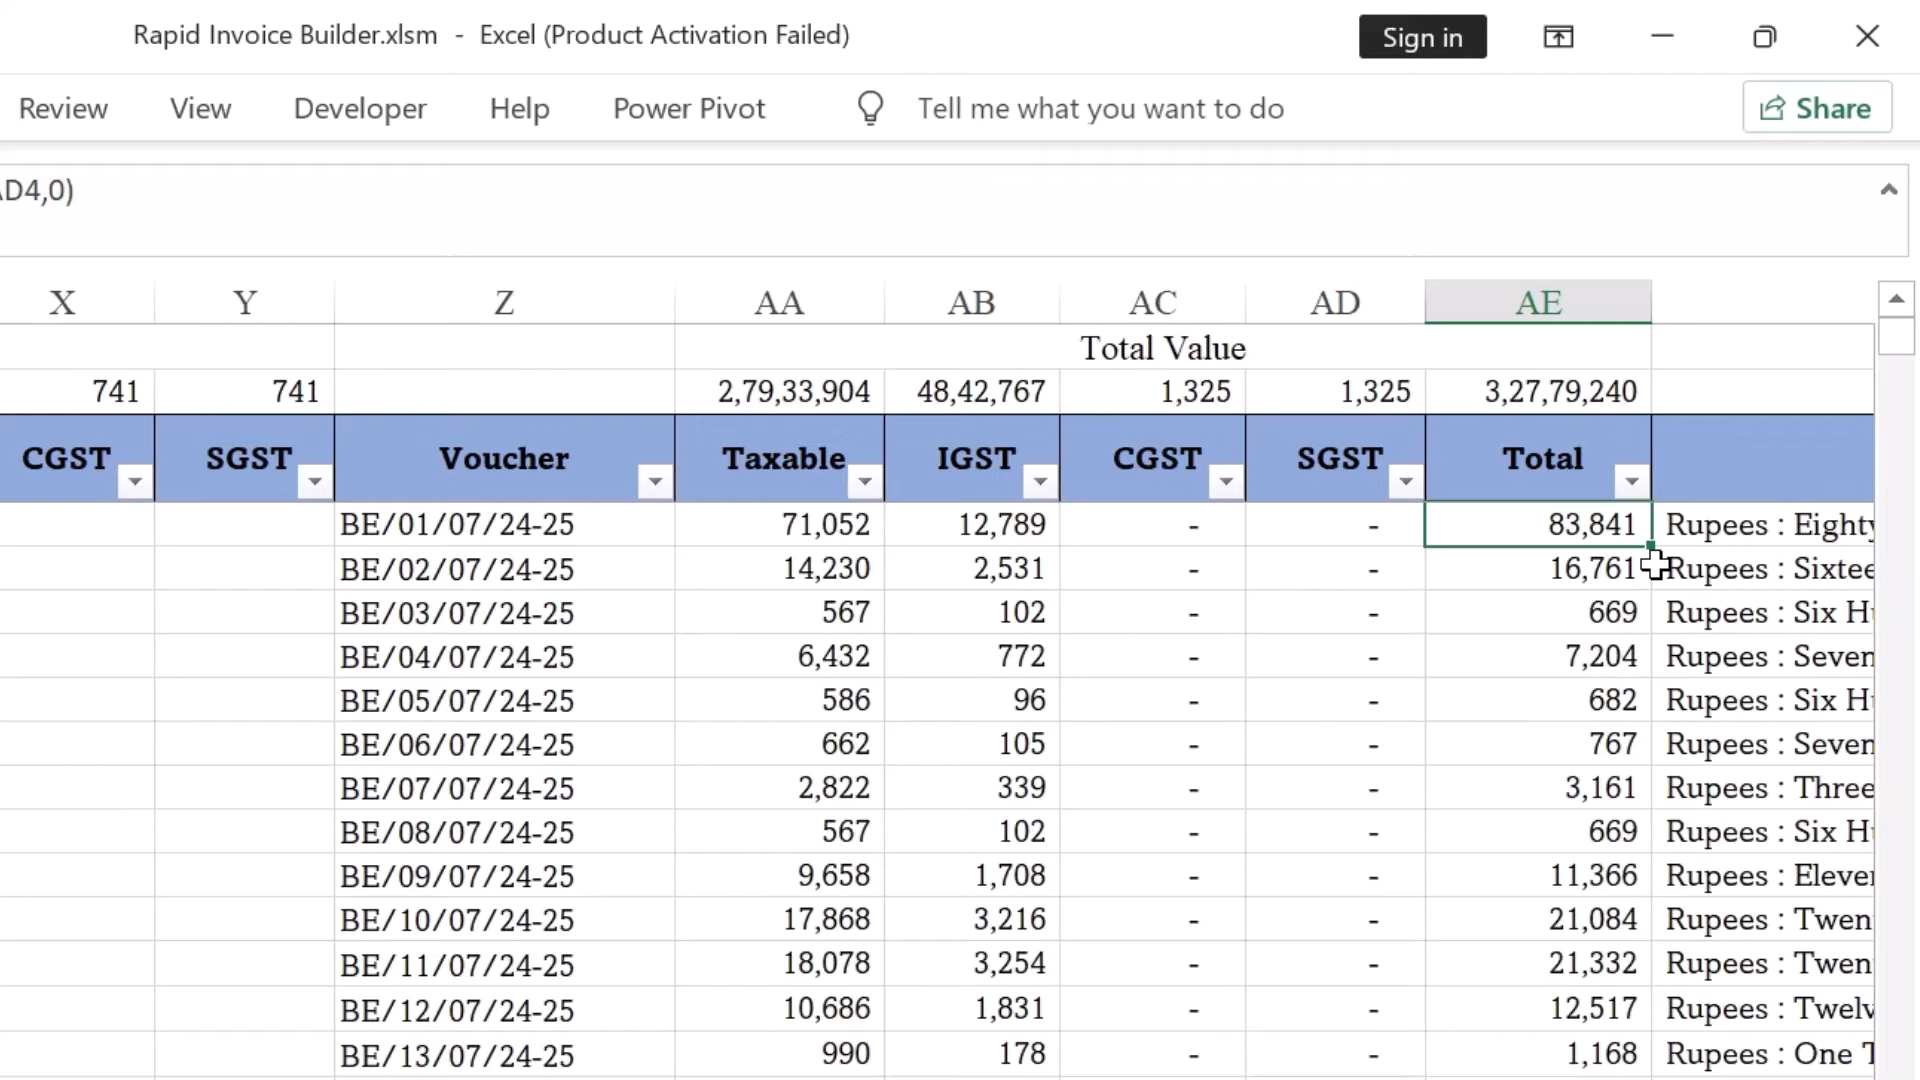 Rapid Invoice Builder.xlsm - Excel (Product Activation Failed) Sign in
Review View Developer Help Power Pivot Tell me what you want to do Share
D4,0)
X Y Z AA AB AC AD AE
Total Value
741 741 2,79,33,904 48,42,767 1,325 1,325 3,27,79,240
CGST SGST Voucher Taxable IGST CGST SGST Total
BE/01/07/24-25 71,052 12,789 - - 83,841 Rupees : Eighty
BE/02/07/24-25 14,230 2,531 - - 16,761 Rupees : Sixtee
BE/03/07/24-25 567 102 - - 669 Rupees : Six H
BE/04/07/24-25 6,432 772 - - 7,204 Rupees : Seven
BE/05/07/24-25 586 96 - - 682 Rupees : Six H
BE/06/07/24-25 662 105 - - 767 Rupees : Seven
BE/07/07/24-25 2,822 339 - - 3,161 Rupees : Three
BE/08/07/24-25 567 102 - - 669 Rupees : Six H
BE/09/07/24-25 9,658 1,708 - - 11,366 Rupees : Eleve
BE/10/07/24-25 17,868 3,216 - - 21,084 Rupees : Twen
BE/11/07/24-25 18,078 3,254 - - 21,332 Rupees : Twen
BE/12/07/24-25 10,686 1,831 - - 12,517 Rupees : Twelv
BE/13/07/24-25 990 178 - - 1,168 Rupees : One T